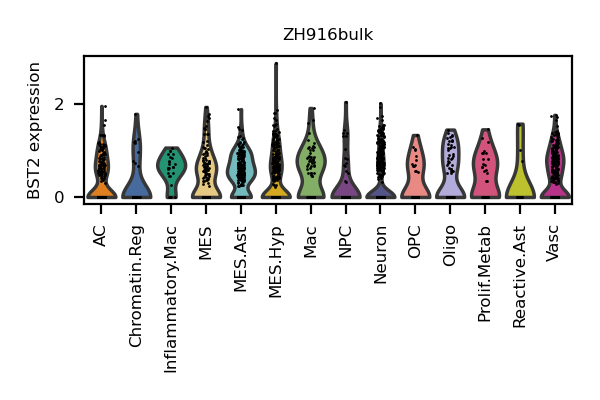 ZH916bulk
BST2 expression
2
0
AC
Chromatin.Reg
Inflammatory.Mac
MES
MES.Ast
MES.Hyp
Mac
NPC
Neuron
OPC
Oligo
Prolif.Metab
Reactive.Ast
Vasc